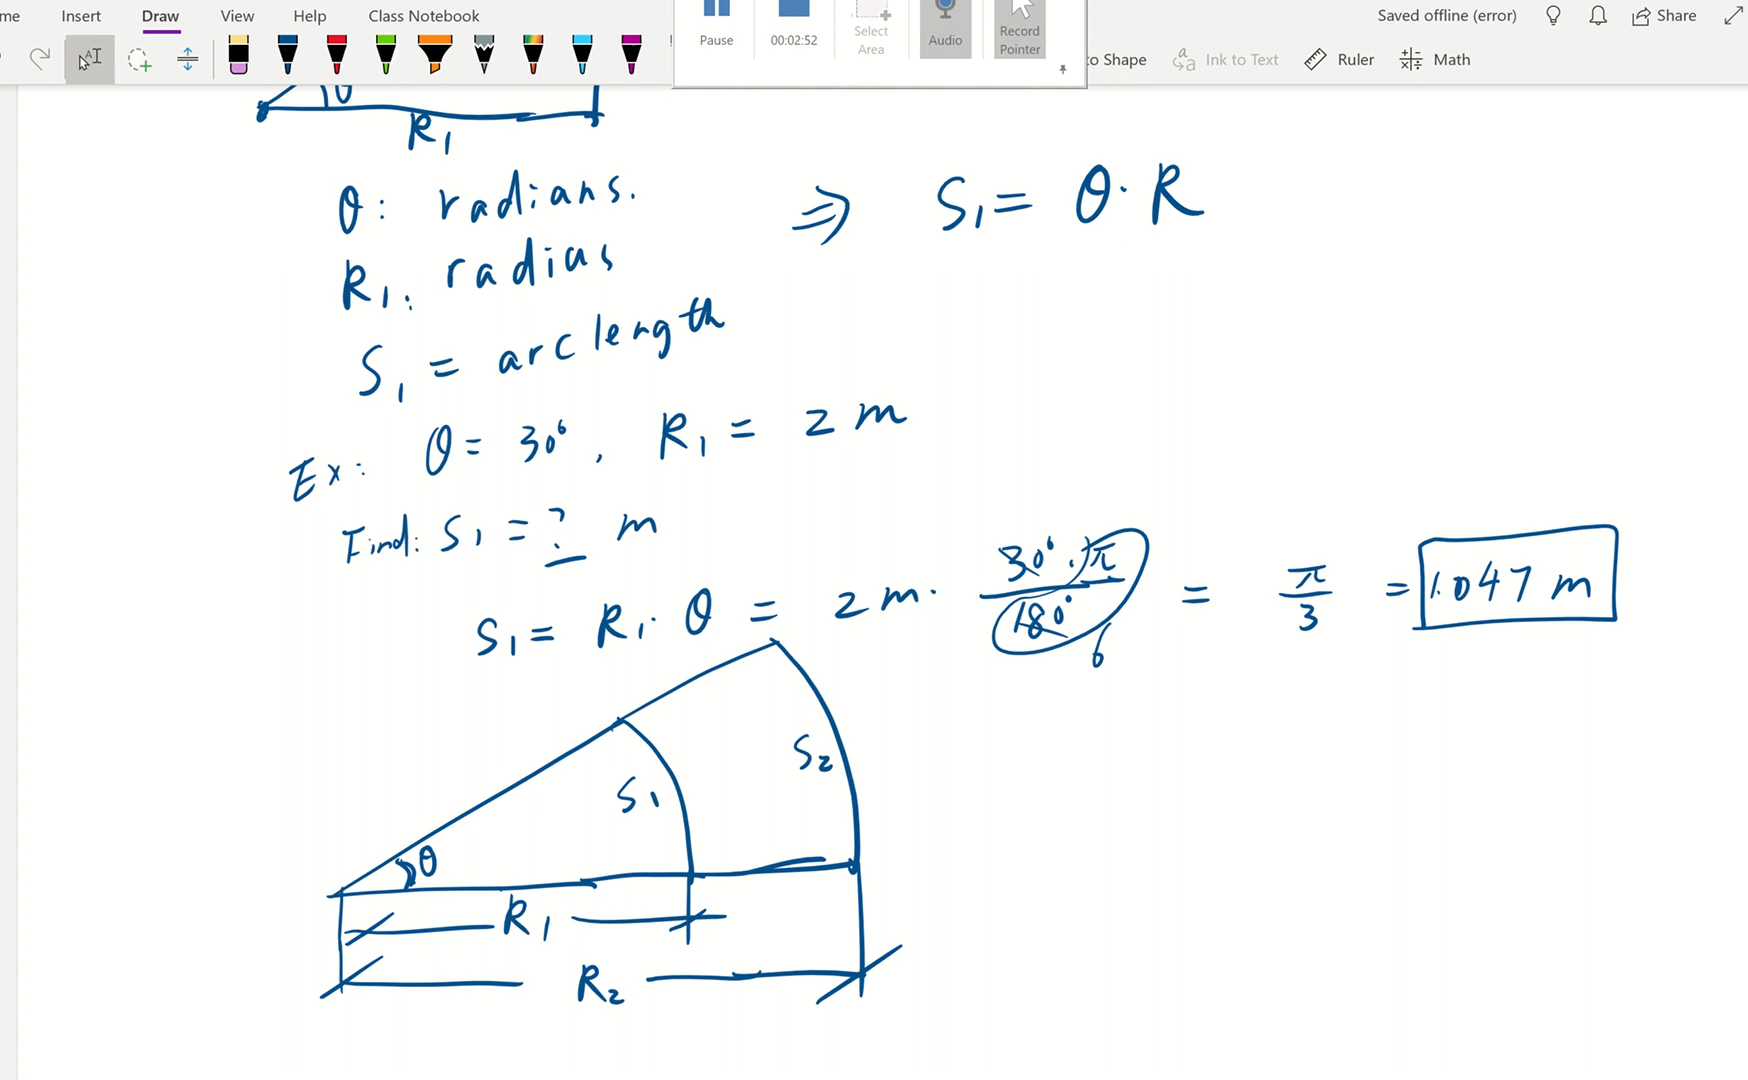 me Insert Draw View Help Class Notebook
Pause 00:02:52 Select Area Audio Record Pointer
Saved offline (error) Share
to Shape Ink to Text Ruler Math
θ
R1
θ: radians. ⇒ S1 = θ · R
R1: radius
S1 = arc length
Ex: θ = 30°, R1 = 2 m
Find: S1 = ? m
S1 = R1 · θ = 2 m · 30° · π / 180° 6 = π/3 = 1.047 m
S2
S1
θ
R1
R2